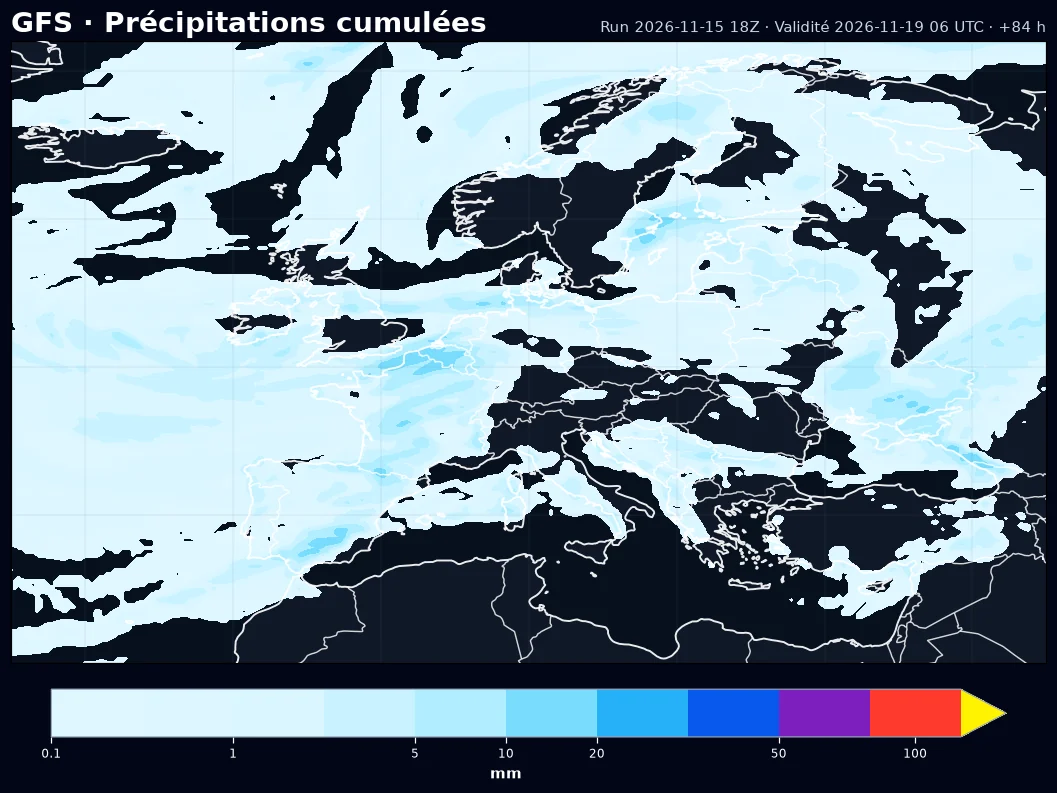 GFS · Précipitations cumulées
Run 2026-11-15 18Z · Validité 2026-11-19 06 UTC · +84 h
0.1 1 5 10 20 50 100
mm